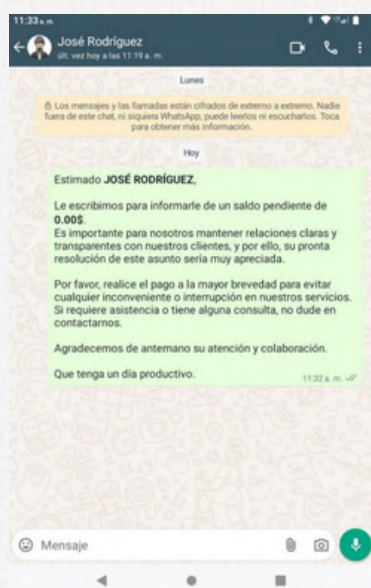 11:33 a. m.
José Rodríguez
últ. vez hoy a las 11:19 a. m.
Lunes
Los mensajes y las llamadas están cifrados de extremo a extremo. Nadie
fuera de este chat, ni siquiera WhatsApp, puede leerlos ni escucharlos. Toca
para obtener más información.
Hoy
Estimado JOSÉ RODRÍGUEZ,
Le escribimos para informarle de un saldo pendiente de
0.00$.
Es importante para nosotros mantener relaciones claras y
transparentes con nuestros clientes, y por ello, su pronta
resolución de este asunto sería muy apreciada.
Por favor, realice el pago a la mayor brevedad para evitar
cualquier inconveniente o interrupción en nuestros servicios.
Si requiere asistencia o tiene alguna consulta, no dude en
contactarnos.
Agradecemos de antemano su atención y colaboración.
Que tenga un día productivo.
11:32 a. m.
Mensaje